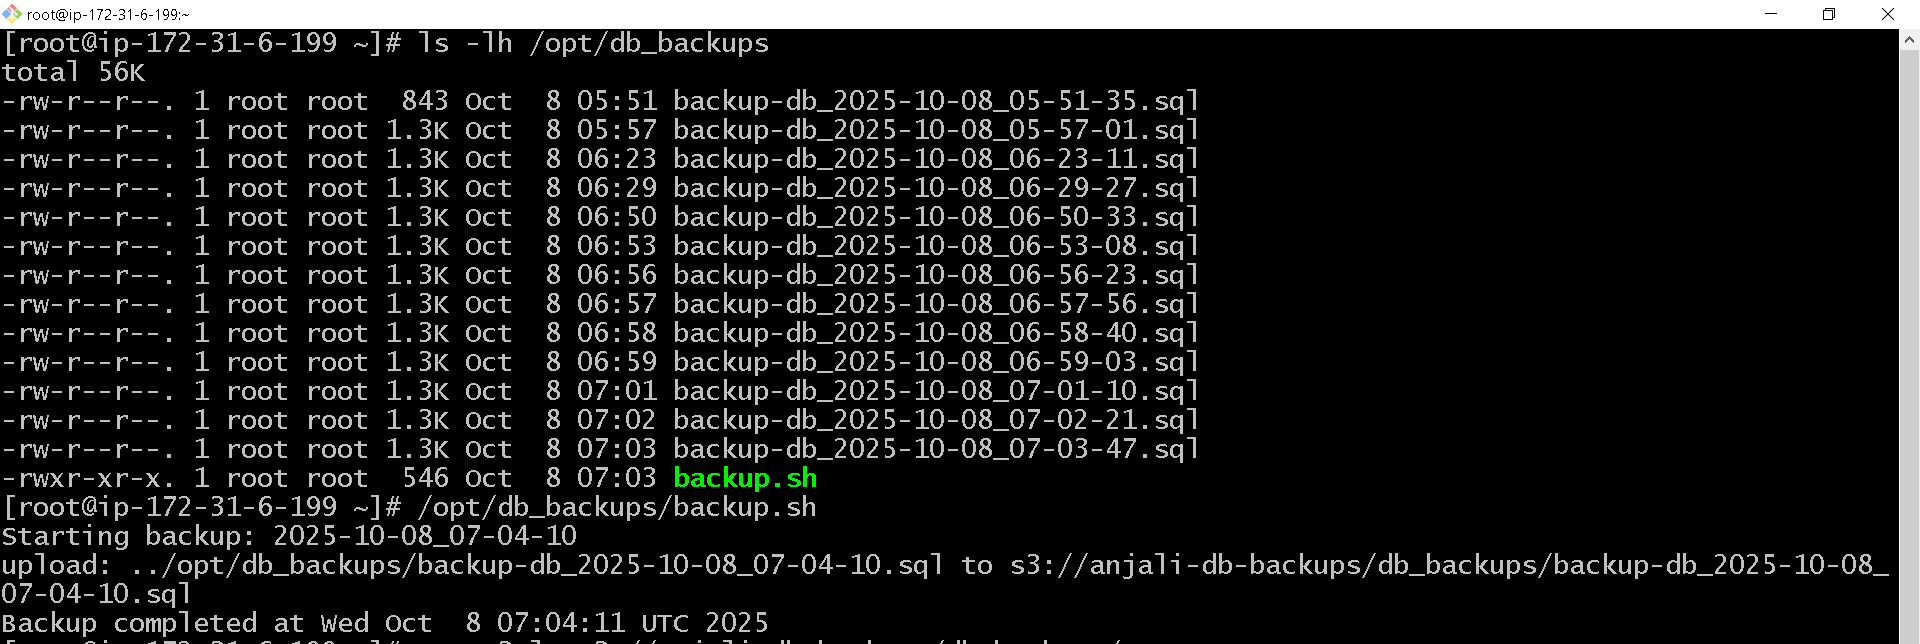 root@ip-172-31-6-199:~
[root@ip-172-31-6-199 ~]# ls -lh /opt/db_backups
total 56K
-rw-r--r--. 1 root root  843 Oct  8 05:51 backup-db_2025-10-08_05-51-35.sql
-rw-r--r--. 1 root root 1.3K Oct  8 05:57 backup-db_2025-10-08_05-57-01.sql
-rw-r--r--. 1 root root 1.3K Oct  8 06:23 backup-db_2025-10-08_06-23-11.sql
-rw-r--r--. 1 root root 1.3K Oct  8 06:29 backup-db_2025-10-08_06-29-27.sql
-rw-r--r--. 1 root root 1.3K Oct  8 06:50 backup-db_2025-10-08_06-50-33.sql
-rw-r--r--. 1 root root 1.3K Oct  8 06:53 backup-db_2025-10-08_06-53-08.sql
-rw-r--r--. 1 root root 1.3K Oct  8 06:56 backup-db_2025-10-08_06-56-23.sql
-rw-r--r--. 1 root root 1.3K Oct  8 06:57 backup-db_2025-10-08_06-57-56.sql
-rw-r--r--. 1 root root 1.3K Oct  8 06:58 backup-db_2025-10-08_06-58-40.sql
-rw-r--r--. 1 root root 1.3K Oct  8 06:59 backup-db_2025-10-08_06-59-03.sql
-rw-r--r--. 1 root root 1.3K Oct  8 07:01 backup-db_2025-10-08_07-01-10.sql
-rw-r--r--. 1 root root 1.3K Oct  8 07:02 backup-db_2025-10-08_07-02-21.sql
-rw-r--r--. 1 root root 1.3K Oct  8 07:03 backup-db_2025-10-08_07-03-47.sql
-rwxr-xr-x. 1 root root  546 Oct  8 07:03 backup.sh
[root@ip-172-31-6-199 ~]# /opt/db_backups/backup.sh
Starting backup: 2025-10-08_07-04-10
upload: ../opt/db_backups/backup-db_2025-10-08_07-04-10.sql to s3://anjali-db-backups/db_backups/backup-db_2025-10-08_
07-04-10.sql
Backup completed at Wed Oct  8 07:04:11 UTC 2025
[root@ip-172-31-6-199 ~]#